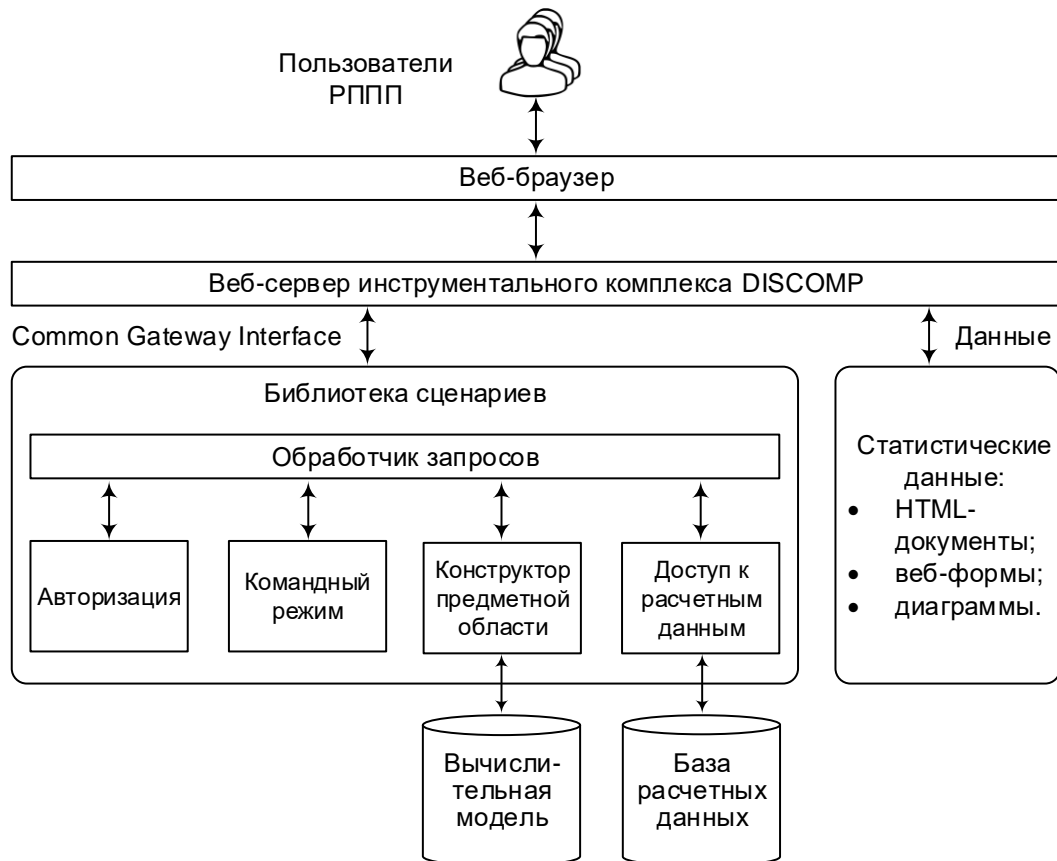 Пользователи
РППП
Веб-браузер
Веб-сервер инструментального комплекса DISCOMP
Common Gateway Interface
Данные
Библиотека сценариев
Обработчик запросов
Авторизация
Командный
режим
Конструктор
предметной
области
Доступ к
расчетным
данным
Статистические
данные:
• HTML-
документы;
• веб-формы;
• диаграммы.
Вычисли-
тельная
модель
База
расчетных
данных